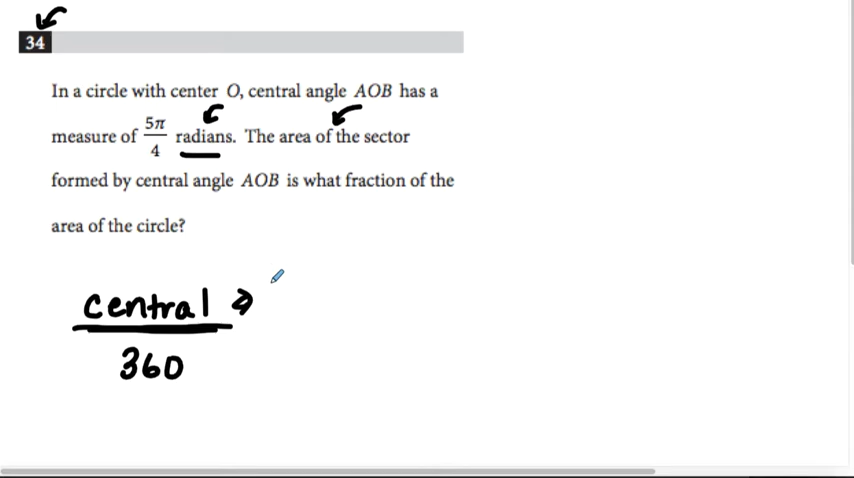 34
In a circle with center O, central angle AOB has a
measure of 5π/4 radians. The area of the sector
formed by central angle AOB is what fraction of the
area of the circle?
central
360